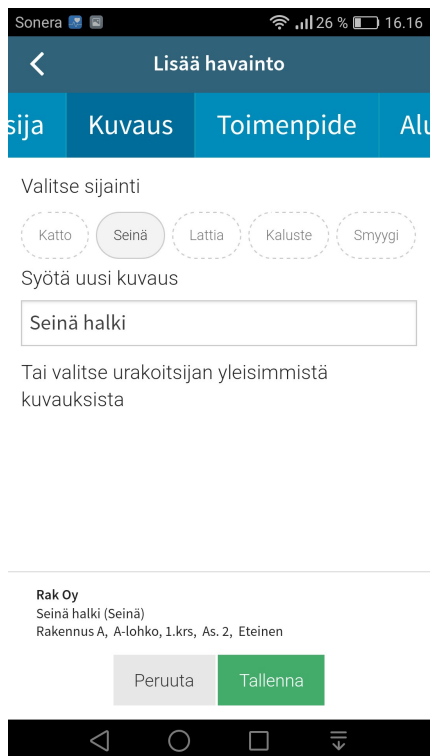 Sonera 26 % 16.16
Lisää havainto
sija Kuvaus Toimenpide Alu
Valitse sijainti
Katto Seinä Lattia Kaluste Smyygi
Syötä uusi kuvaus
Seinä halki
Tai valitse urakoitsijan yleisimmistä
kuvauksista
Rak Oy
Seinä halki (Seinä)
Rakennus A, A-lohko, 1.krs, As. 2, Eteinen
Peruuta Tallenna